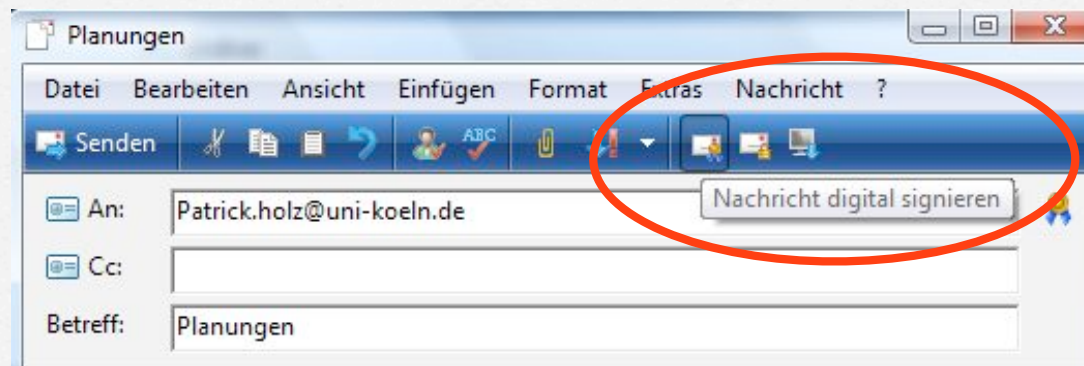 Planungen
Datei Bearbeiten Ansicht Einfügen Format Extras Nachricht ?
Senden ABC
Nachricht digital signieren
An: Patrick.holz@uni-koeln.de
Cc:
Betreff: Planungen